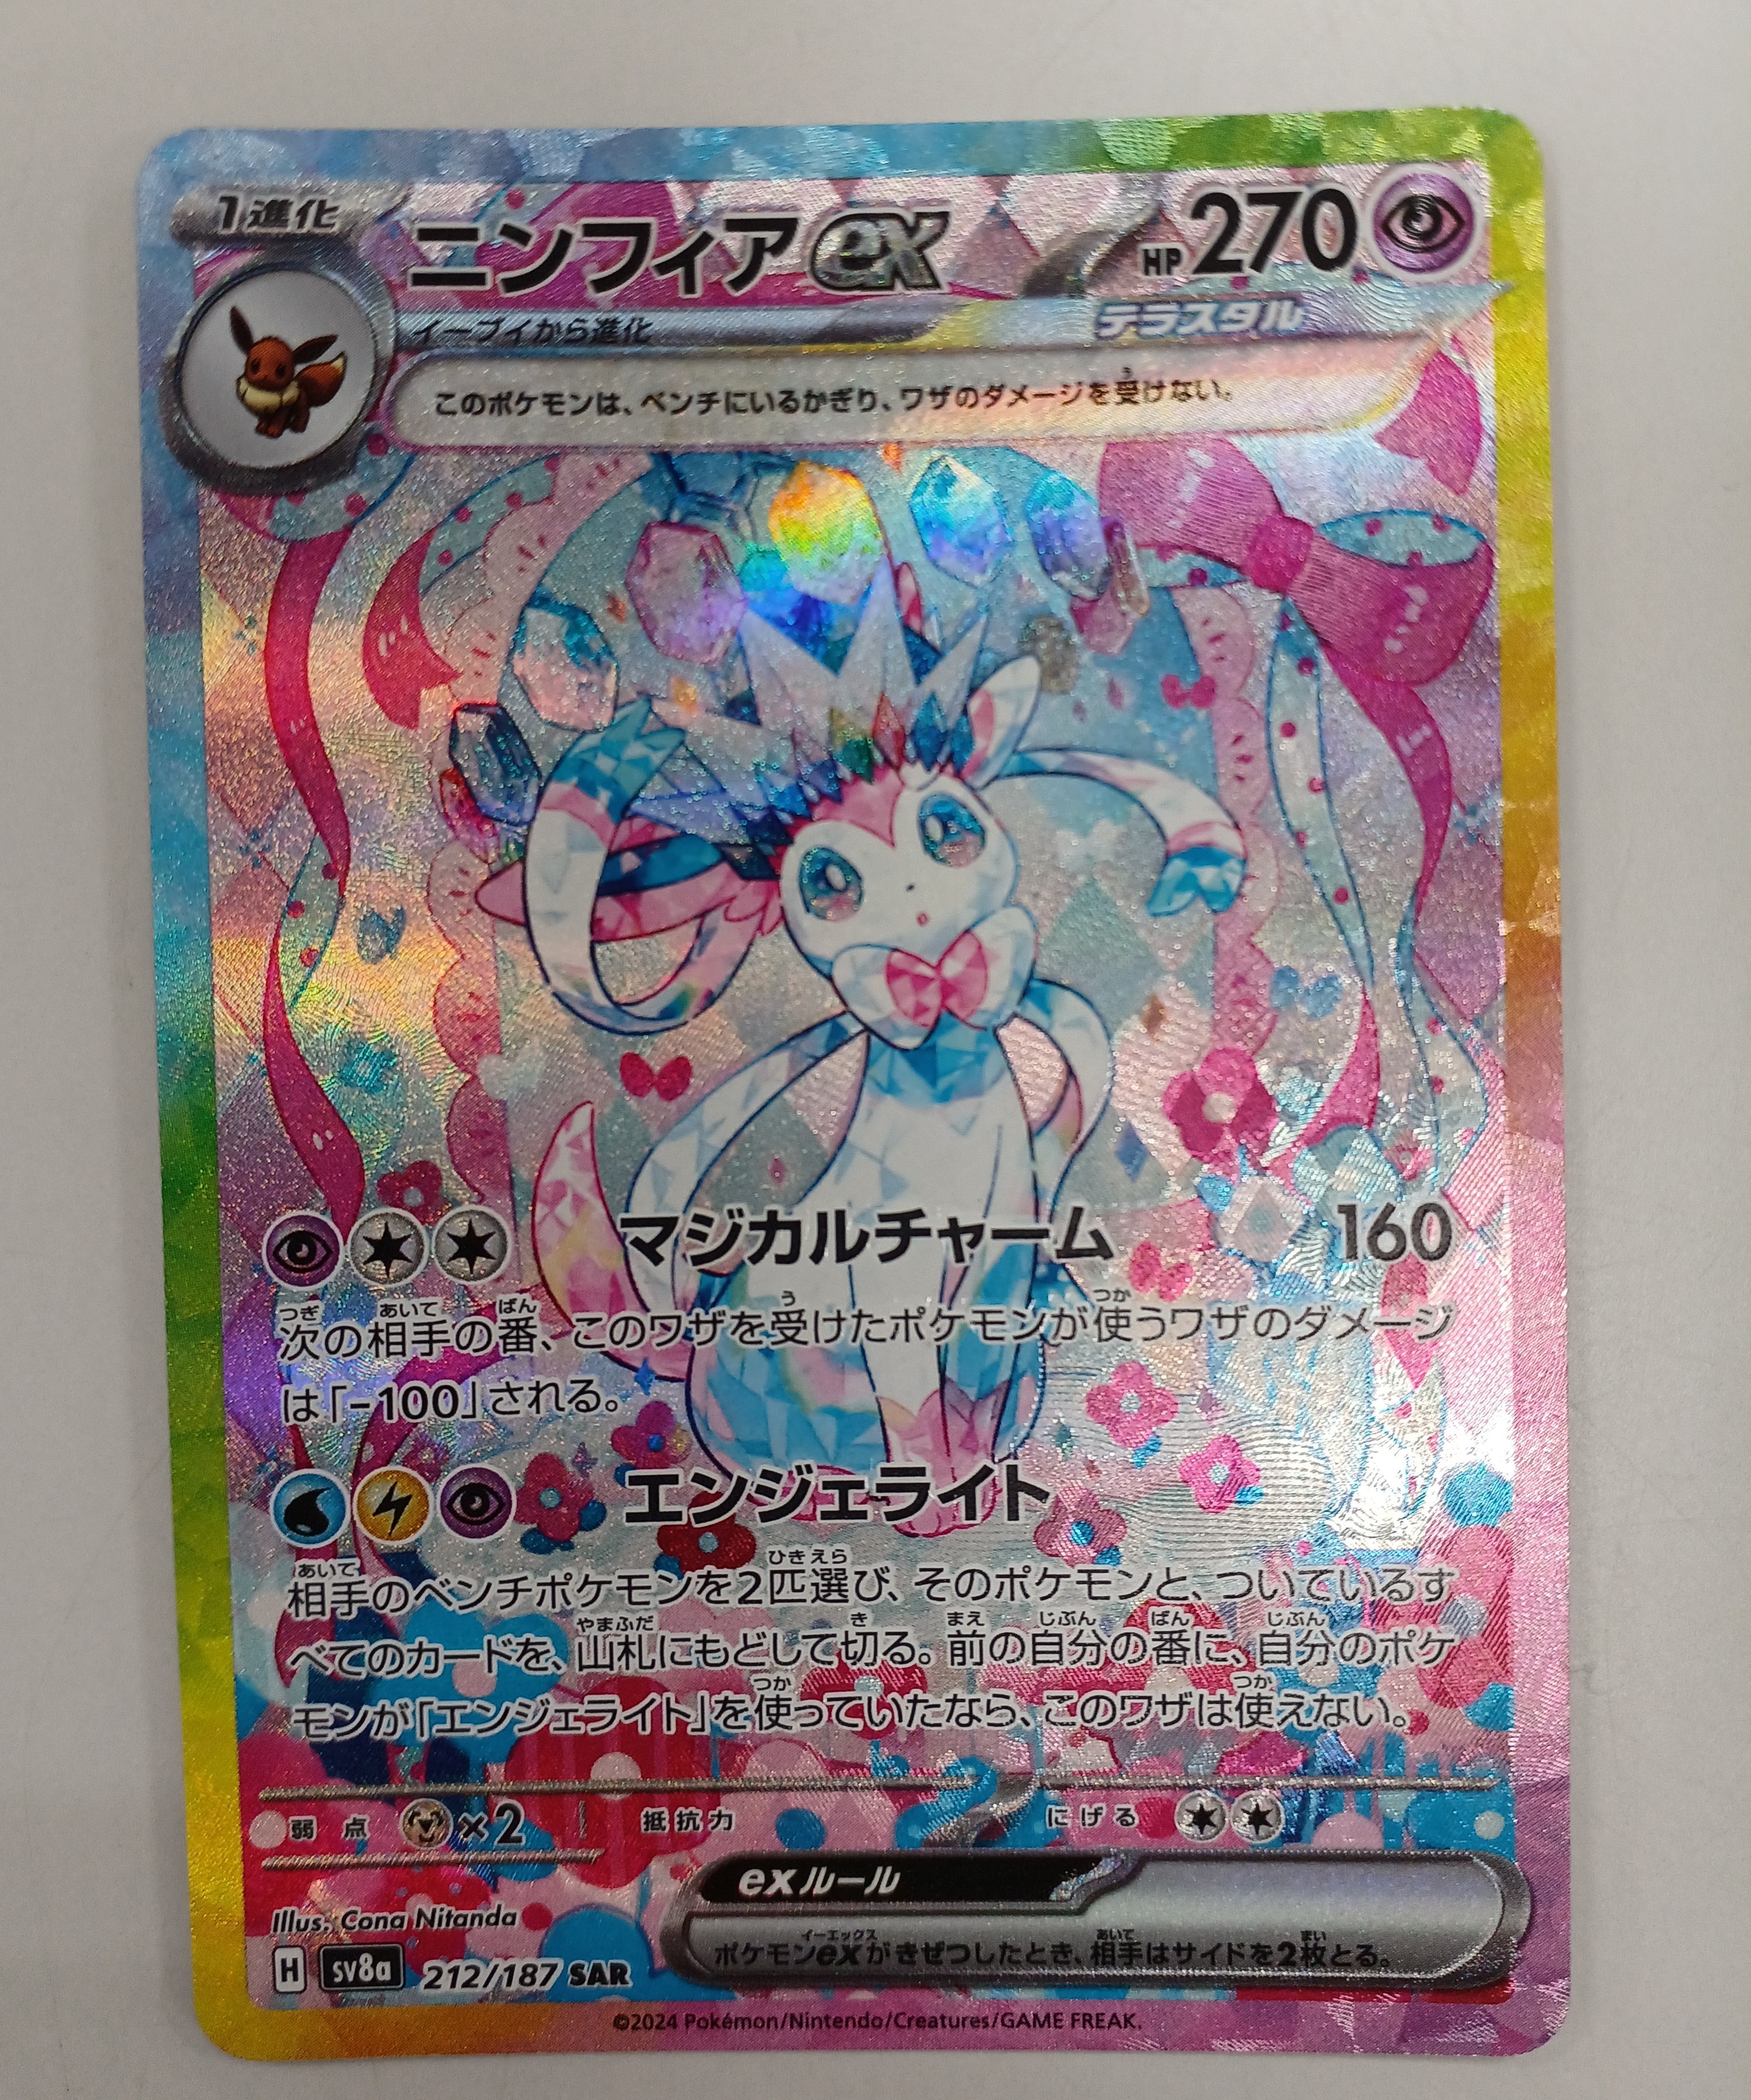 1進化
ニンフィアex HP270
イーブイから進化 テラスタル
このポケモンは、ベンチにいるかぎり、ワザのダメージを受けない。
マジカルチャーム 160
次の相手の番、このワザを受けたポケモンが使うワザのダメージ
は「-100」される。
エンジェライト
相手のベンチポケモンを2匹選び、そのポケモンと、ついているす
べてのカードを、山札にもどして切る。前の自分の番に、自分のポケ
モンが「エンジェライト」を使っていたなら、このワザは使えない。
弱点 ×2 抵抗力 にげる
exルール
ポケモンexがきぜつしたとき、相手はサイドを2枚とる。
Illus. Cona Nitanda
H sv8a 212/187 SAR
©2024 Pokémon/Nintendo/Creatures/GAME FREAK.